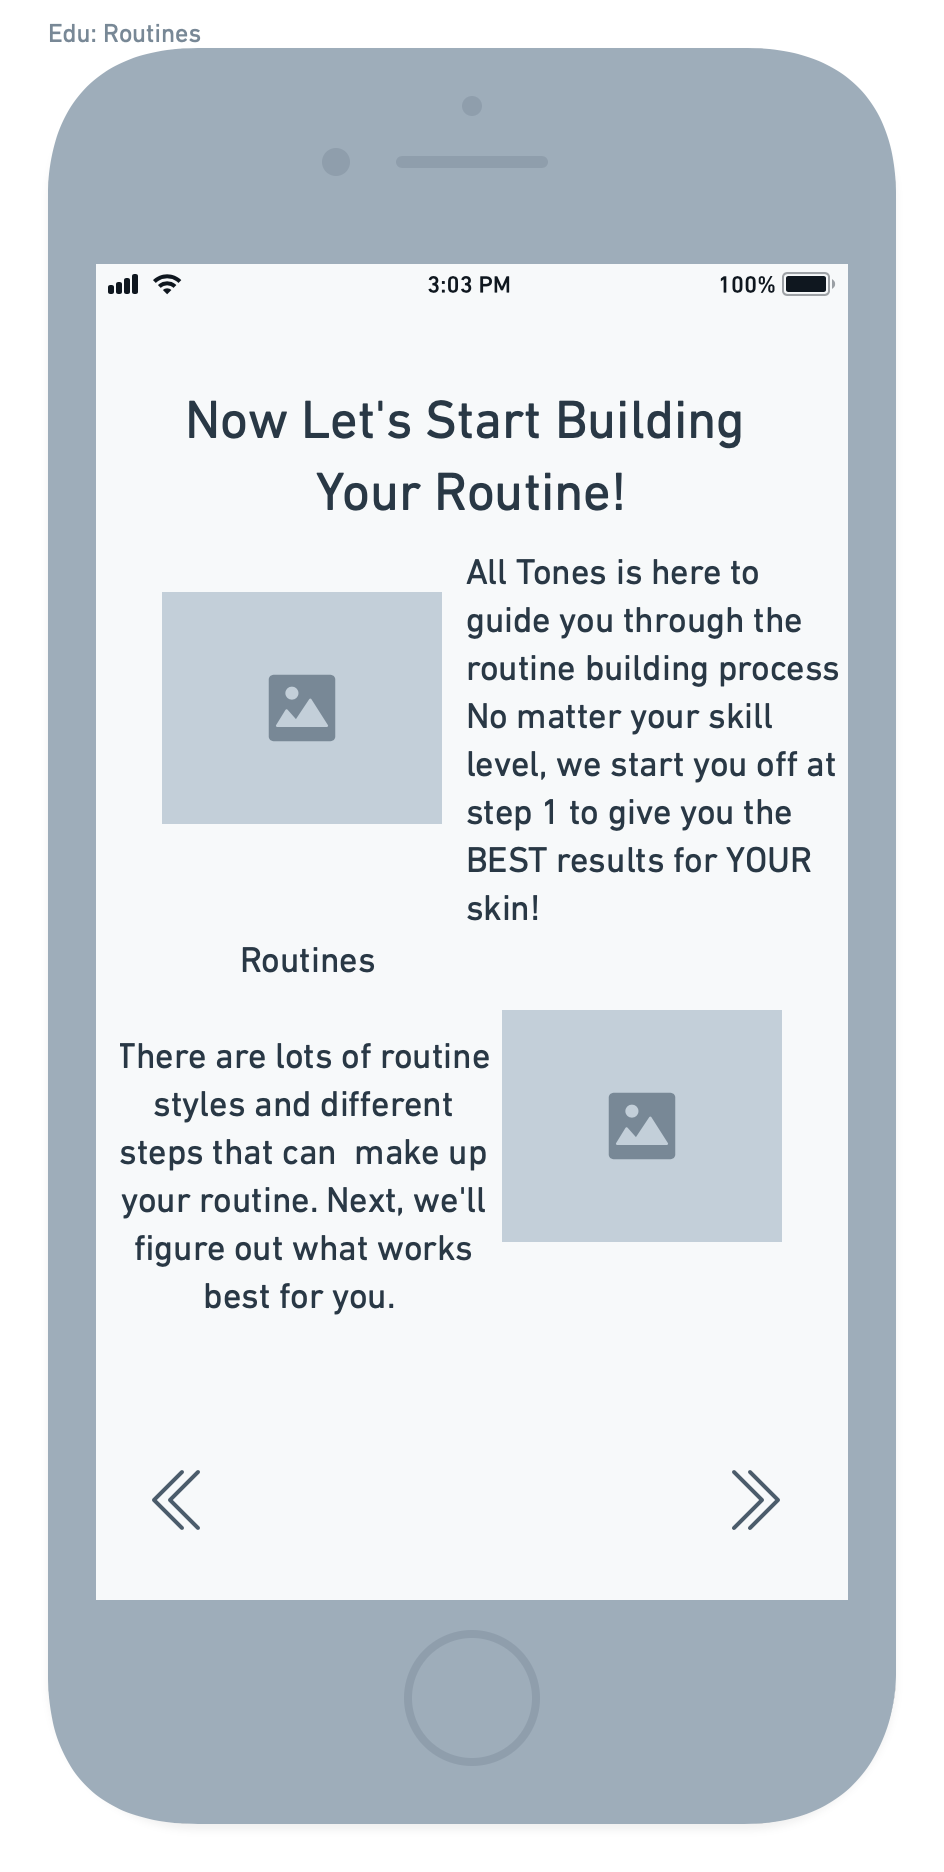 Edu: Routines
3:03 PM
100%
Now Let's Start Building
Your Routine!
All Tones is here to
guide you through the
routine building process
No matter your skill
level, we start you off at
step 1 to give you the
BEST results for YOUR
skin!
Routines
There are lots of routine
styles and different
steps that can  make up
your routine. Next, we'll
figure out what works
best for you.